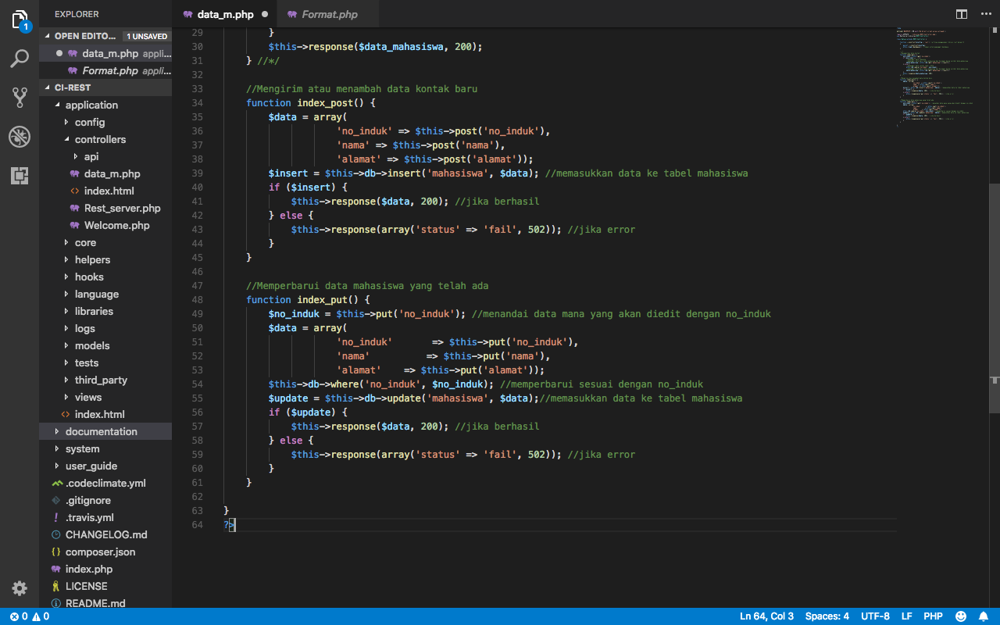 1
EXPLORER
OPEN EDITO... 1 UNSAVED
data_m.php appli...
Format.php appli...
CI-REST
application
config
controllers
api
data_m.php
index.html
Rest_server.php
Welcome.php
core
helpers
hooks
language
libraries
logs
models
tests
third_party
views
index.html
documentation
system
user_guide
.codeclimate.yml
.gitignore
.travis.yml
CHANGELOG.md
composer.json
index.php
LICENSE
README.md
data_m.php Format.php
29 }
30 $this->response($data_mahasiswa, 200);
31 } //*/
32
33 //Mengirim atau menambah data kontak baru
34 function index_post() {
35 $data = array(
36 'no_induk' => $this->post('no_induk'),
37 'nama' => $this->post('nama'),
38 'alamat' => $this->post('alamat'));
39 $insert = $this->db->insert('mahasiswa', $data); //memasukkan data ke tabel mahasiswa
40 if ($insert) {
41 $this->response($data, 200); //jika berhasil
42 } else {
43 $this->response(array('status' => 'fail', 502)); //jika error
44 }
45 }
46
47 //Memperbarui data mahasiswa yang telah ada
48 function index_put() {
49 $no_induk = $this->put('no_induk'); //menandai data mana yang akan diedit dengan no_induk
50 $data = array(
51 'no_induk' => $this->put('no_induk'),
52 'nama' => $this->put('nama'),
53 'alamat' => $this->put('alamat'));
54 $this->db->where('no_induk', $no_induk); //memperbarui sesuai dengan no_induk
55 $update = $this->db->update('mahasiswa', $data);//memasukkan data ke tabel mahasiswa
56 if ($update) {
57 $this->response($data, 200); //jika berhasil
58 } else {
59 $this->response(array('status' => 'fail', 502)); //jika error
60 }
61 }
62
63 }
64 ?>
0 0 Ln 64, Col 3 Spaces: 4 UTF-8 LF PHP